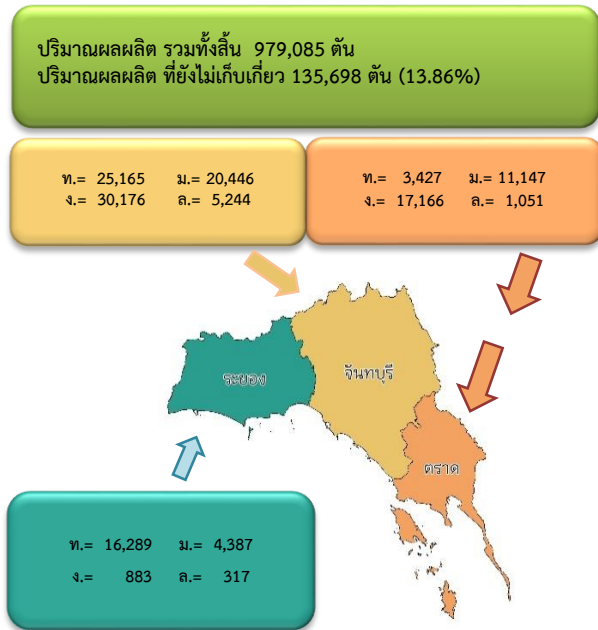 ปริมาณผลผลิต รวมทั้งสิ้น 979,085 ตัน
ปริมาณผลผลิต ที่ยังไม่เก็บเกี่ยว 135,698 ตัน (13.86%)
ท.= 25,165 ม.= 20,446
ง.= 30,176 ล.= 5,244
ท.= 3,427 ม.= 11,147
ง.= 17,166 ล.= 1,051
ระยอง
จันทบุรี
ตราด
ท.= 16,289 ม.= 4,387
ง.= 883 ล.= 317